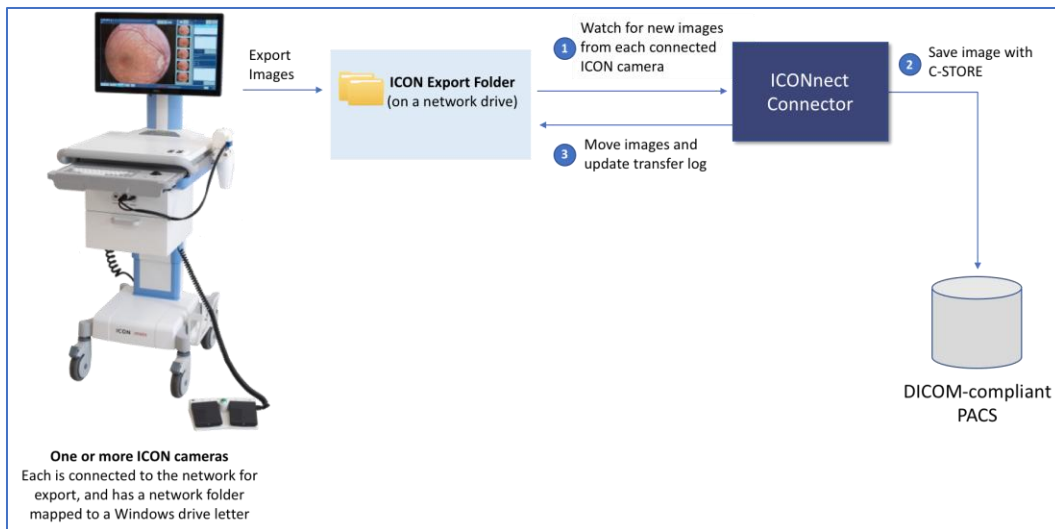 Export
Images
ICON Export Folder
(on a network drive)
1
Watch for new images
from each connected
ICON camera
ICONnect
Connector
2
Save image with
C-STORE
3
Move images and
update transfer log
ICON
DICOM-compliant
PACS
One or more ICON cameras
Each is connected to the network for
export, and has a network folder
mapped to a Windows drive letter